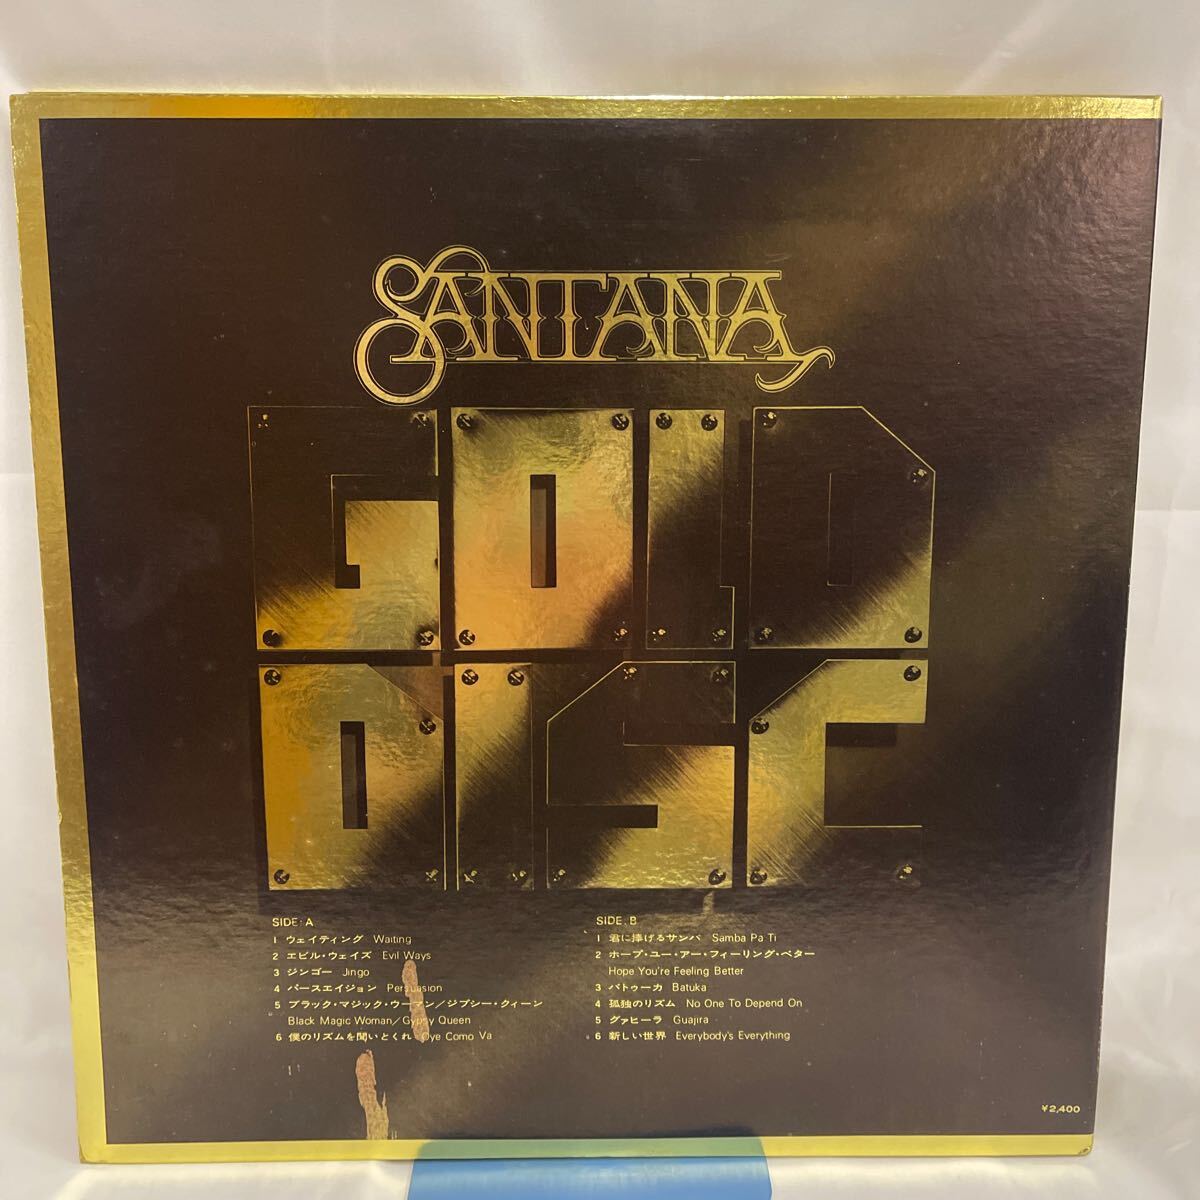 SANTANA
GOLD
DISC
SIDE: A
1 ウェイティング Waiting
2 エビル・ウェイズ Evil Ways
3 ジンゴー Jingo
4 パースエイジョン Persuasion
5 ブラック・マジック・ウーマン/ジプシー・クィーン
Black Magic Woman/Gypsy Queen
6 僕のリズムを聞いとくれ Oye Como Va
SIDE: B
1 君に捧げるサンバ Samba Pa Ti
2 ホープ・ユー・アー・フィーリング・ベター
Hope You're Feeling Better
3 バトゥーカ Batuka
4 孤独のリズム No One To Depend On
5 グァヒーラ Guajira
6 新しい世界 Everybody's Everything
¥2,400